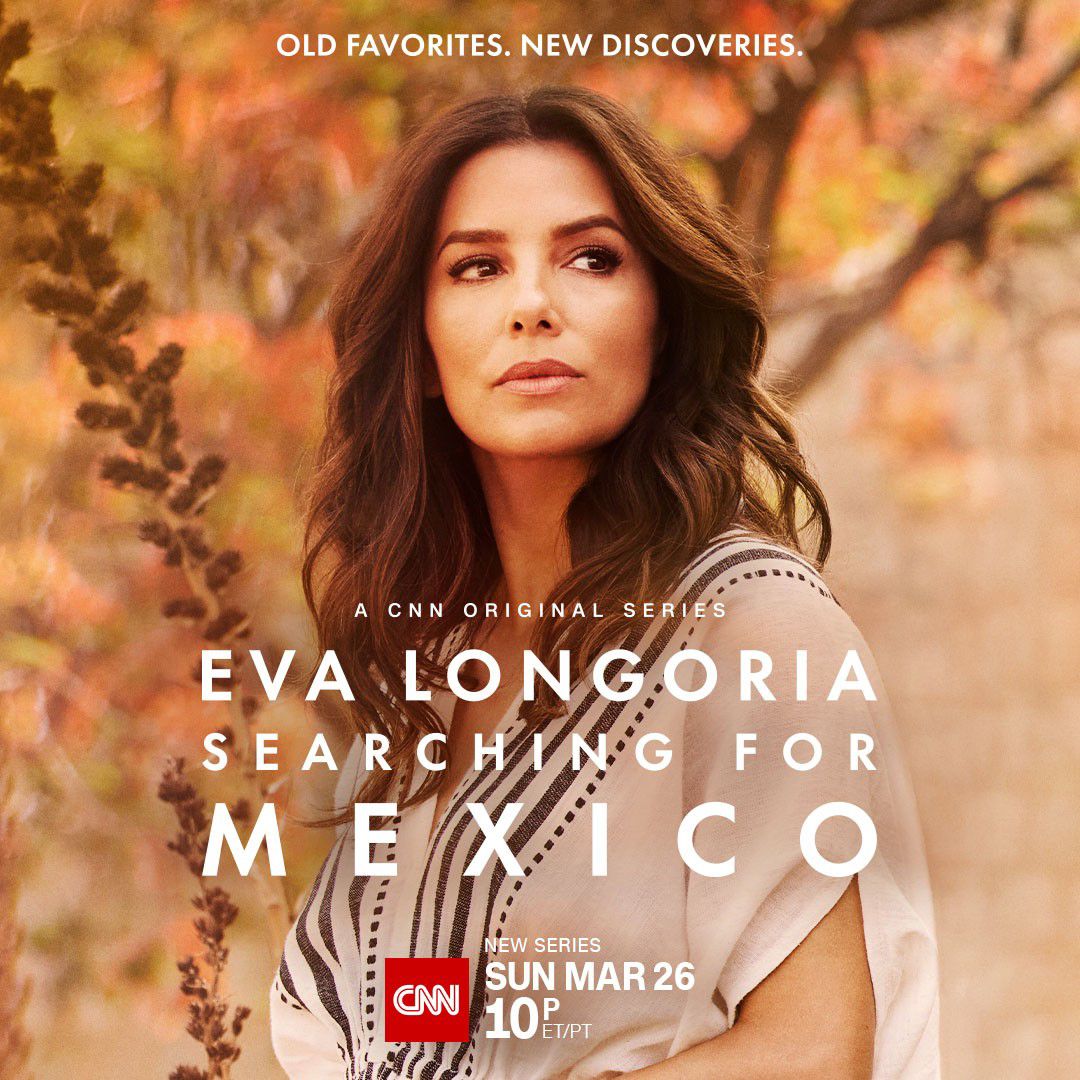 OLD FAVORITES. NEW DISCOVERIES.
A CNN ORIGINAL SERIES
EVA LONGORIA
SEARCHING FOR
MEXICO
NEW SERIES
CNN
SUN MAR 26
10P ET/PT